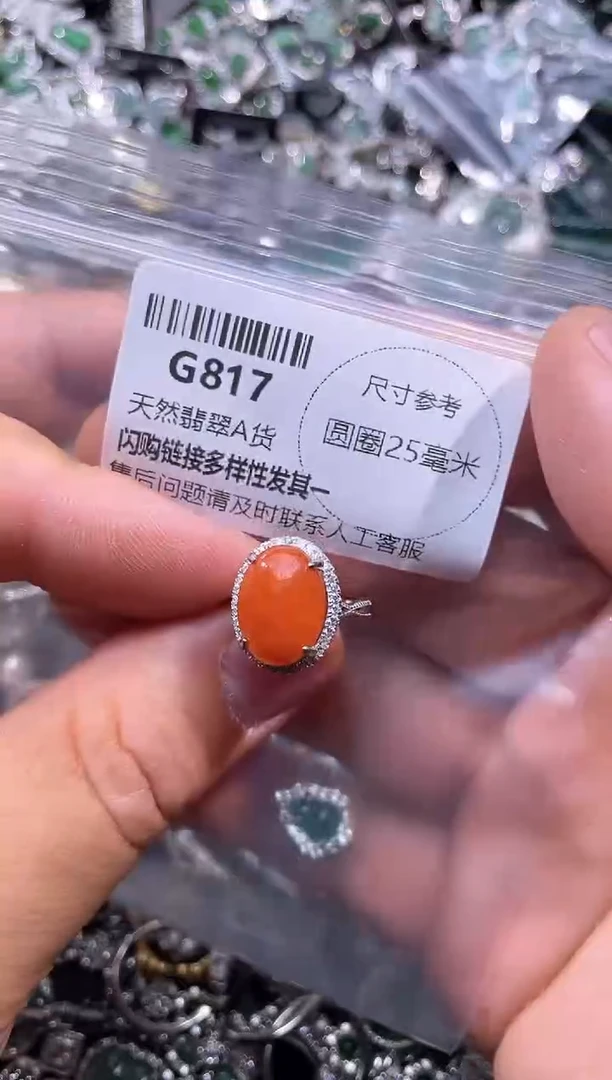 G817
天然翡翠A货
闪购链接多样性发其一
售后问题请及时联系人工客服
尺寸参考
圆圈25毫米